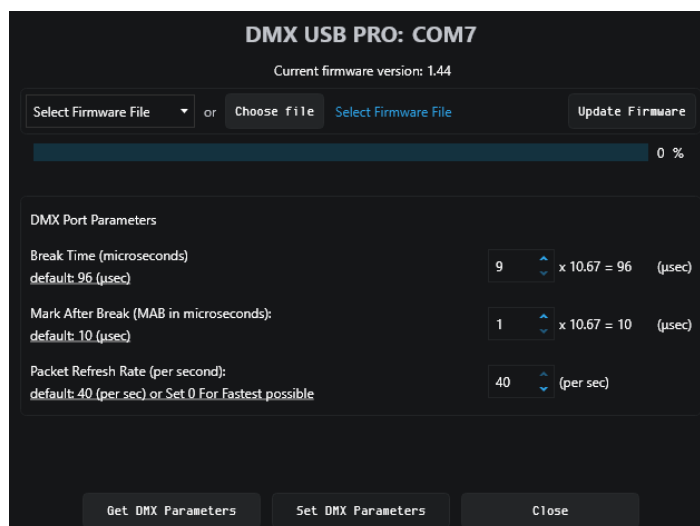 DMX USB PRO: COM7
Current firmware version: 1.44
Select Firmware File or Choose file Select Firmware File Update Firmware
0 %
DMX Port Parameters
Break Time (microseconds)
default: 96 (µsec)
9 x 10.67 = 96 (µsec)
Mark After Break (MAB in microseconds):
default: 10 (µsec)
1 x 10.67 = 10 (µsec)
Packet Refresh Rate (per second):
default: 40 (per sec) or Set 0 For Fastest possible
40 (per sec)
Get DMX Parameters Set DMX Parameters Close